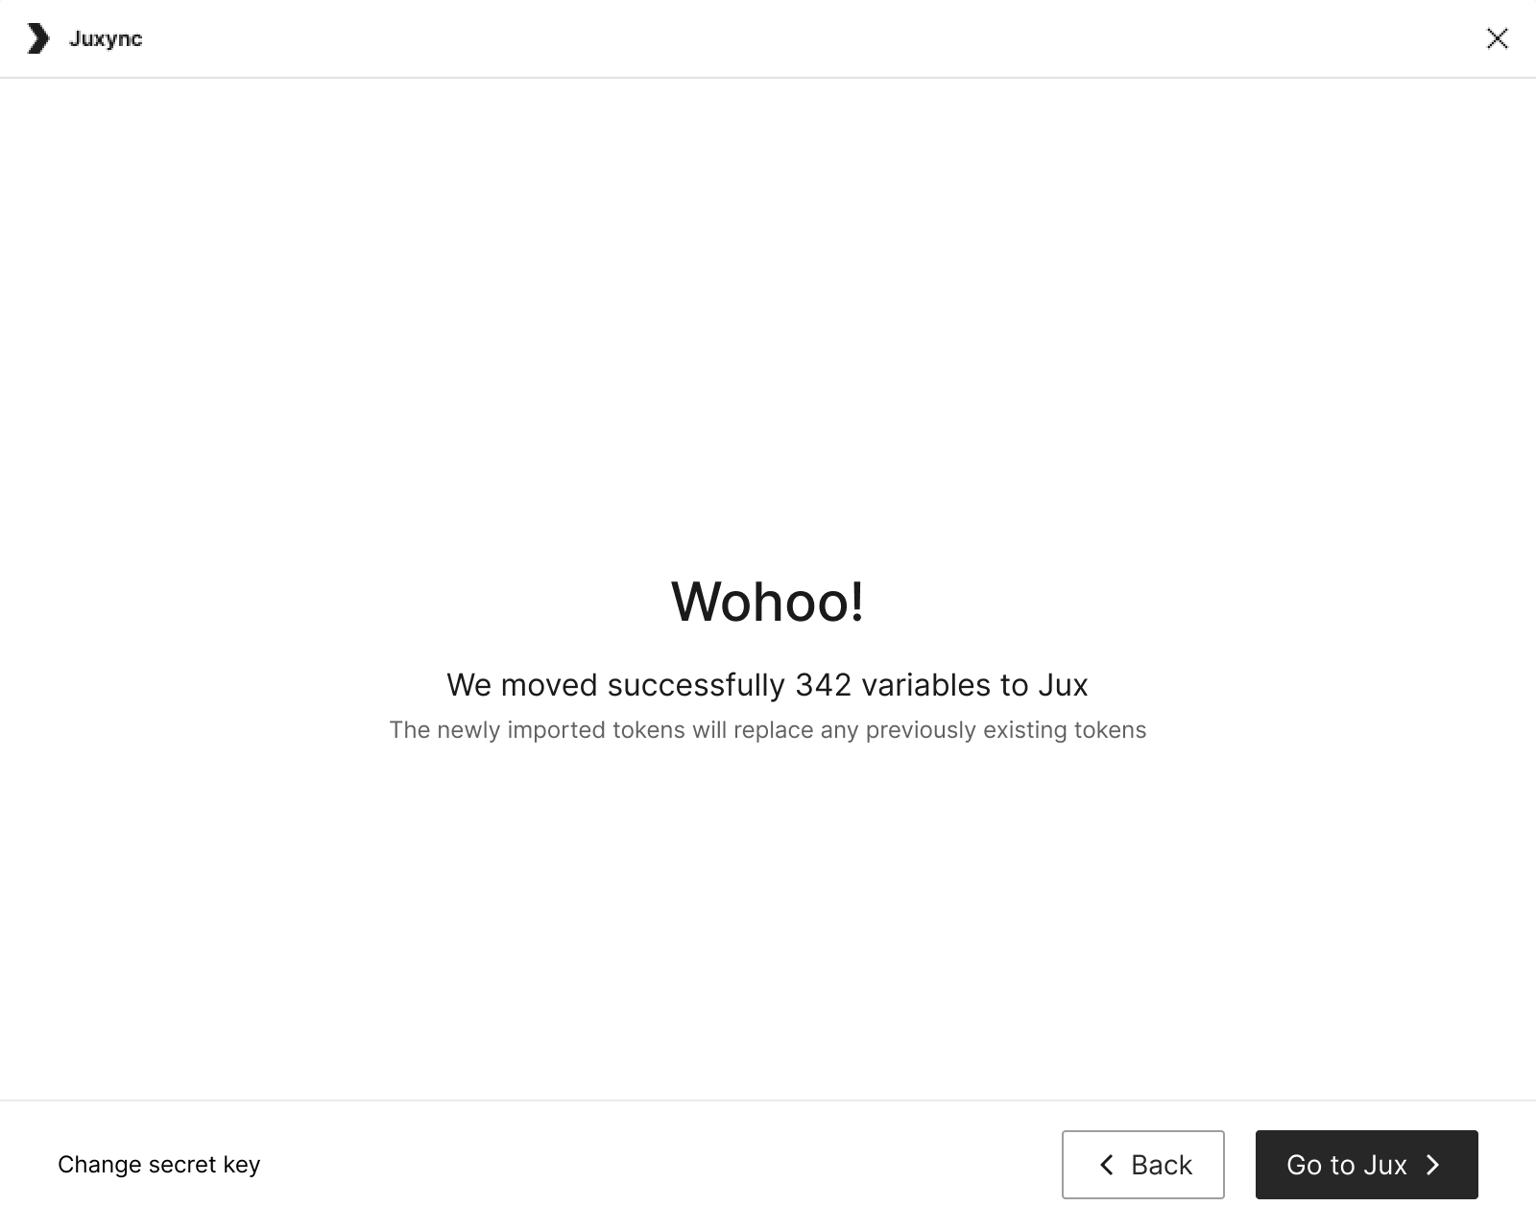 Juxync
Wohoo!
We moved successfully 342 variables to Jux
The newly imported tokens will replace any previously existing tokens
Change secret key
Back
Go to Jux